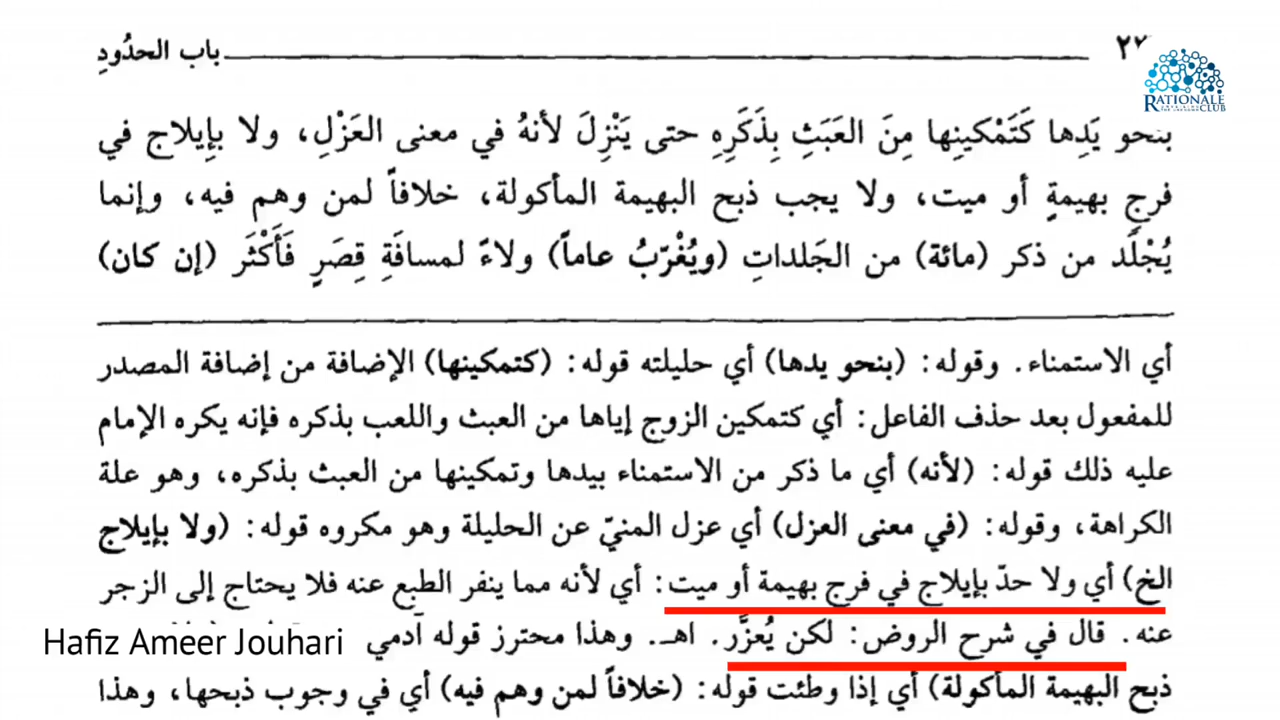 باب الحدُودِ ٢٧
RATIONALE
CLUB
بنحو يَدِها كَتَمْكينِها مِنَ العَبَثِ بِذَكَرِهِ حتى يَنْزِلَ لأنهُ في معنى العَزْلِ، ولا بإِيلاج في
فرجِ بهيمةٍ أو ميت، ولا يجب ذبح البهيمة المأكولة، خلافاً لمن وهم فيه، وإنما
يُجْلَد من ذكر (مائة) من الجَلداتِ (ويُغْرّبُ عاماً) ولاءً لمسافَةِ قِصَرٍ فَأَكْثَر (إن كان)
أي الاستمناء. وقوله: (بنحو يدها) أي حليلته قوله: (كتمكينها) الإضافة من إضافة المصدر
للمفعول بعد حذف الفاعل: أي كتمكين الزوج إياها من العبث واللعب بذكره فإنه يكره الإمام
عليه ذلك قوله: (لأنه) أي ما ذكر من الاستمناء بيدها وتمكينها من العبث بذكره، وهو علة
الكراهة، وقوله: (في معنى العزل) أي عزل المنيّ عن الحليلة وهو مكروه قوله: (ولا بإيلاج
الخ) أي ولا حدّ بإيلاج في فرج بهيمة أو ميت: أي لأنه مما ينفر الطبع عنه فلا يحتاج إلى الزجر
عنه. قال في شرح الروض: لكن يُعزَّر. اهـ. وهذا محترز قوله آدمي
Hafiz Ameer Jouhari
ذبح البهيمة المأكولة) أي إذا وطئت قوله: (خلافاً لمن وهم فيه) أي في وجوب ذبحها، وهذا